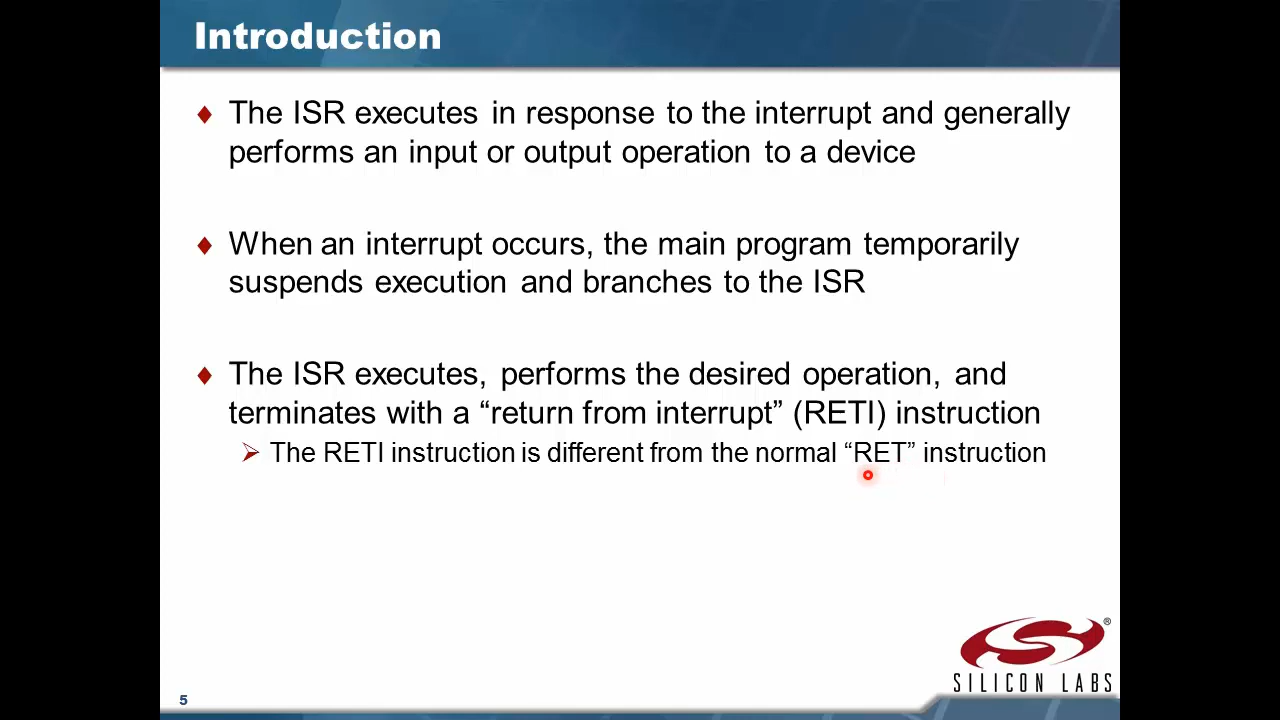 Introduction
The ISR executes in response to the interrupt and generally
performs an input or output operation to a device
When an interrupt occurs, the main program temporarily
suspends execution and branches to the ISR
The ISR executes, performs the desired operation, and
terminates with a “return from interrupt” (RETI) instruction
The RETI instruction is different from the normal “RET” instruction
®
SILICON LABS
5